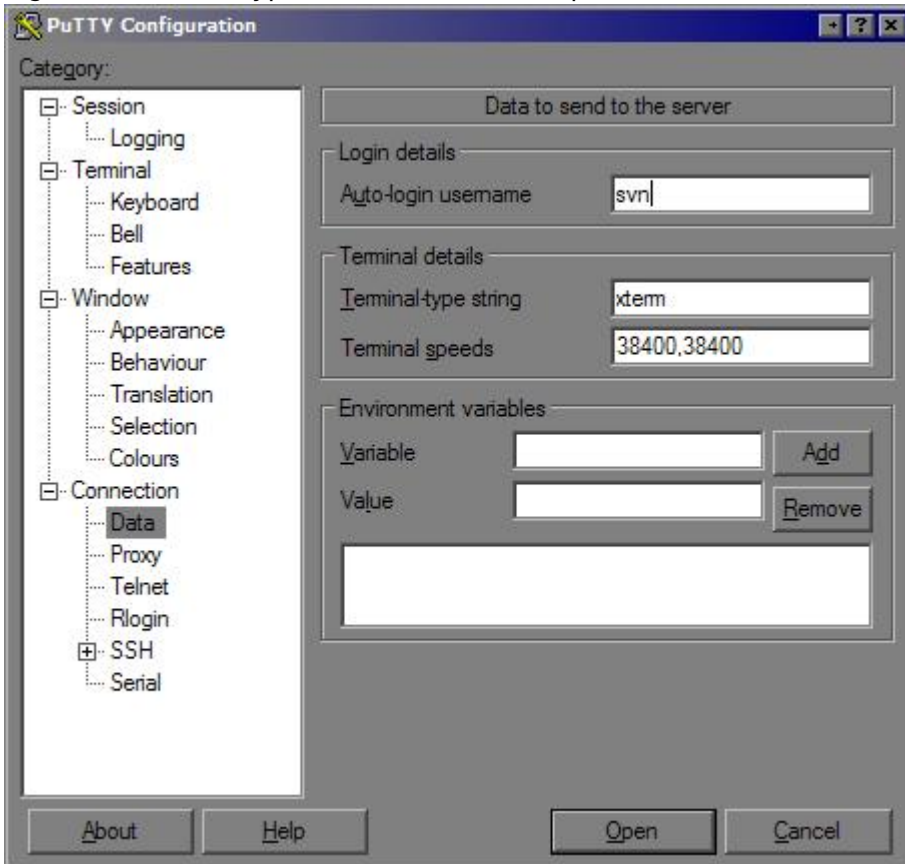 PuTTY Configuration
Category:
Session
Logging
Terminal
Keyboard
Bell
Features
Window
Appearance
Behaviour
Translation
Selection
Colours
Connection
Data
Proxy
Telnet
Rlogin
SSH
Serial
Data to send to the server
Login details
Auto-login username svn
Terminal details
Terminal-type string xterm
Terminal speeds 38400,38400
Environment variables
Variable Add
Value Remove
About Help Open Cancel